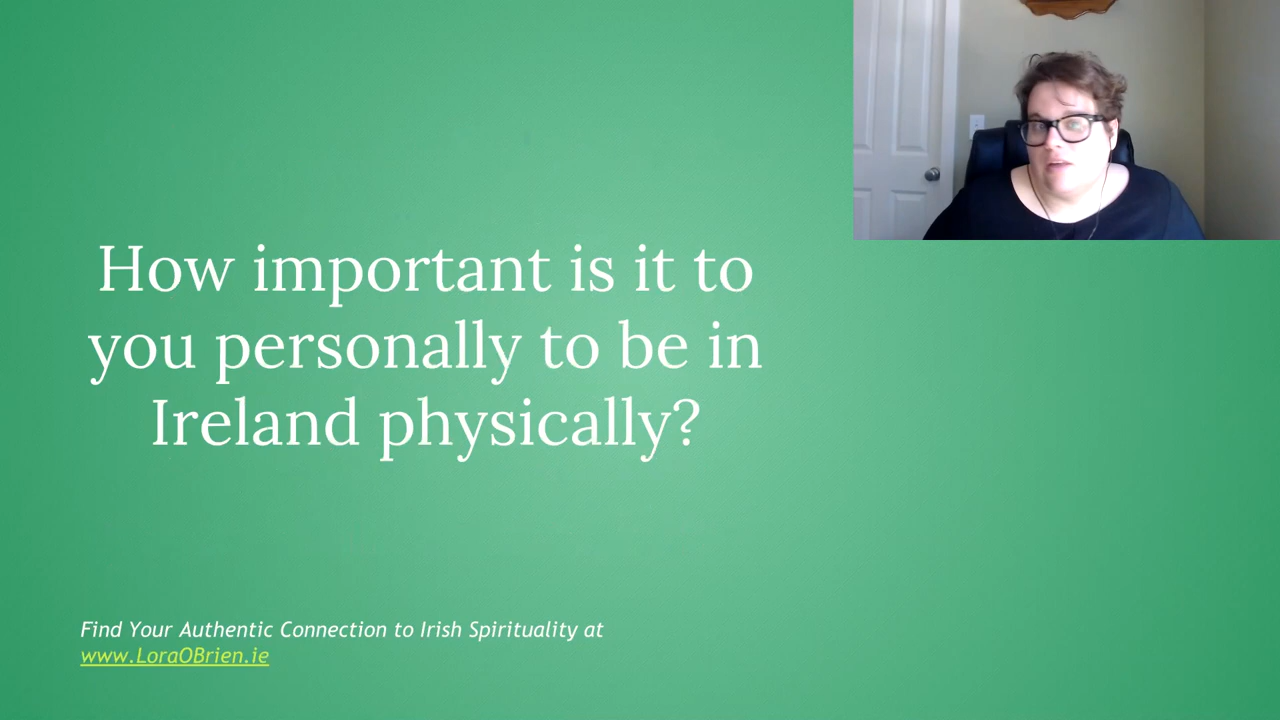 How important is it to
you personally to be in
Ireland physically?
Find Your Authentic Connection to Irish Spirituality at
www.LoraOBrien.ie